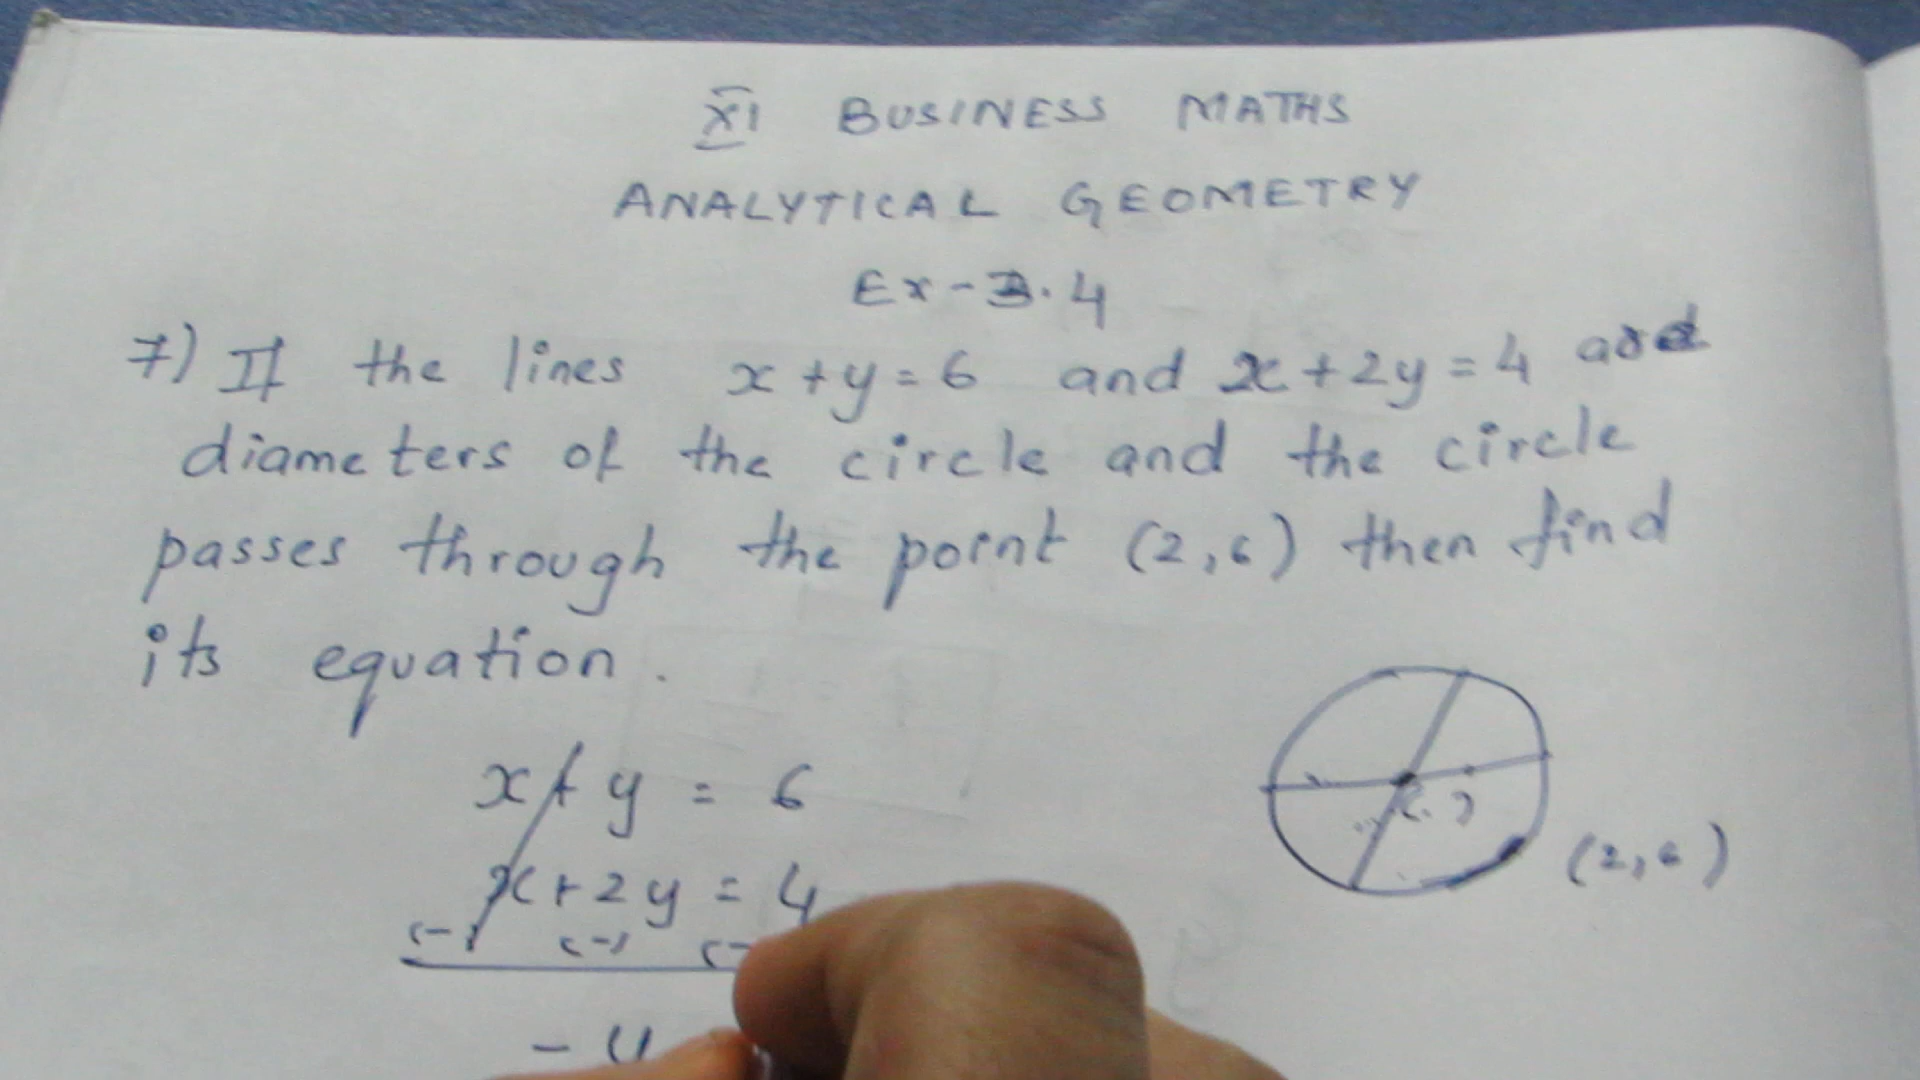 XI BUSINESS MATHS
ANALYTICAL GEOMETRY
Ex-3.4
7) If the lines x+y=6 and x+2y=4 are
diameters of the circle and the circle
passes through the point (2,6) then find
its equation.
x+y = 6
x+2y = 4
(-) (-) (-
- y
(. )
(2,6)